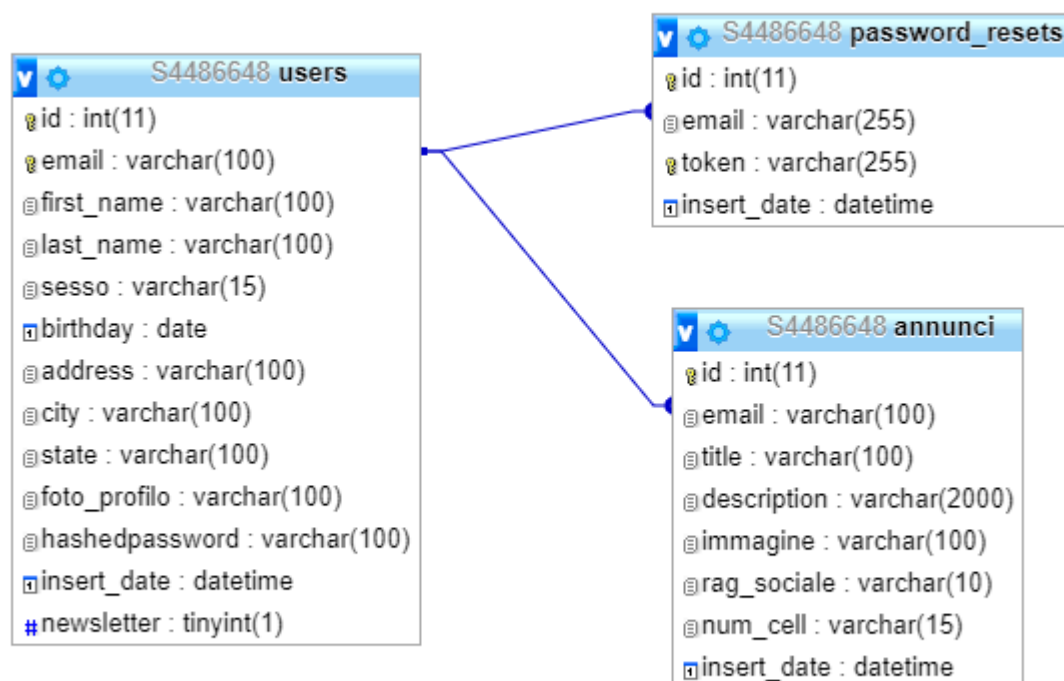 S4486648 users
id : int(11)
email : varchar(100)
first_name : varchar(100)
last_name : varchar(100)
sesso : varchar(15)
birthday : date
address : varchar(100)
city : varchar(100)
state : varchar(100)
foto_profilo : varchar(100)
hashedpassword : varchar(100)
insert_date : datetime
newsletter : tinyint(1)
S4486648 password_resets
id : int(11)
email : varchar(255)
token : varchar(255)
insert_date : datetime
S4486648 annunci
id : int(11)
email : varchar(100)
title : varchar(100)
description : varchar(2000)
immagine : varchar(100)
rag_sociale : varchar(10)
num_cell : varchar(15)
insert_date : datetime